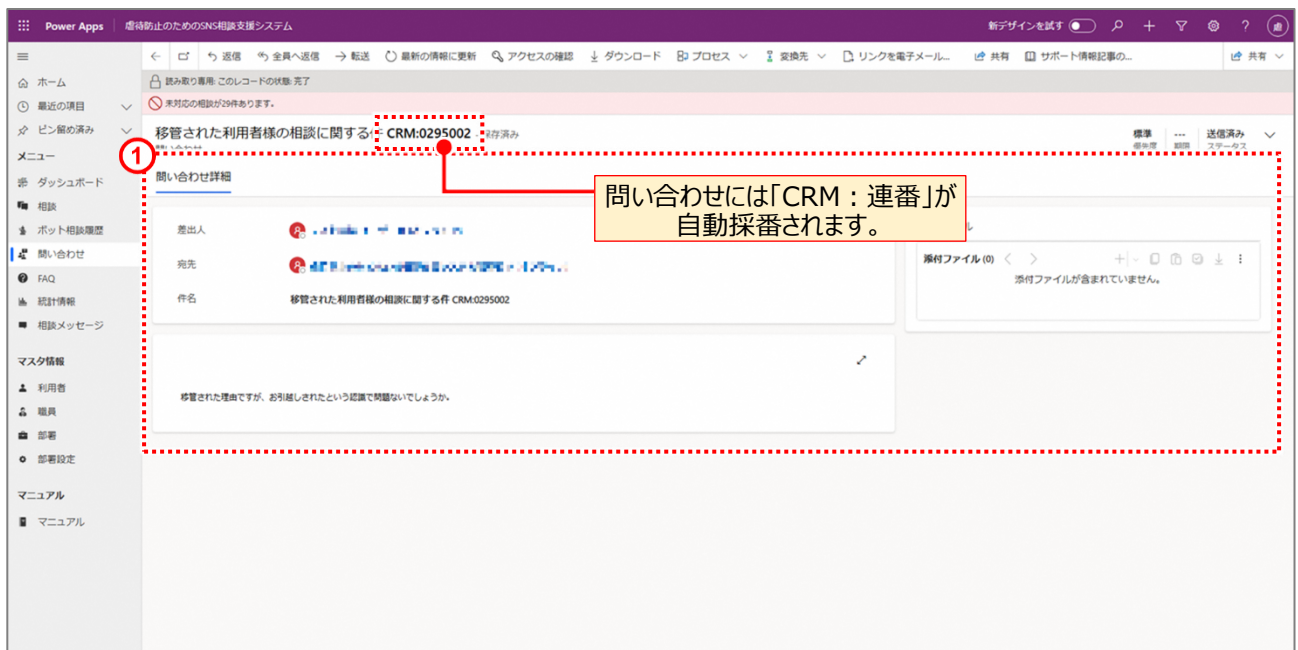 Power Apps 虐待防止のためのSNS相談支援システム 新デザインを試す
← 返信 全員へ返信 → 転送 最新の情報に更新 アクセスの確認 ダウンロード プロセス 変換先 リンクを電子メール... 共有 サポート情報記事の... 共有
読み取り専用: このレコードの状態: 完了
未対応の相談が29件あります。
ホーム
最近の項目
ピン留め済み
メニュー
ダッシュボード
相談
ボット相談履歴
問い合わせ
FAQ
統計情報
相談メッセージ
マスタ情報
利用者
職員
部署
部署設定
マニュアル
マニュアル
移管された利用者様の相談に関する件 CRM:0295002 - 保存済み
問い合わせ
標準 --- 送信済み
優先度 期限 ステータス
①
問い合わせ詳細
問い合わせには「CRM：連番」が
自動採番されます。
差出人
宛先
件名 移管された利用者様の相談に関する件 CRM:0295002
添付ファイル (0)
添付ファイルが含まれていません。
移管された理由ですが、お引越しされたという認識で問題ないでしょうか。